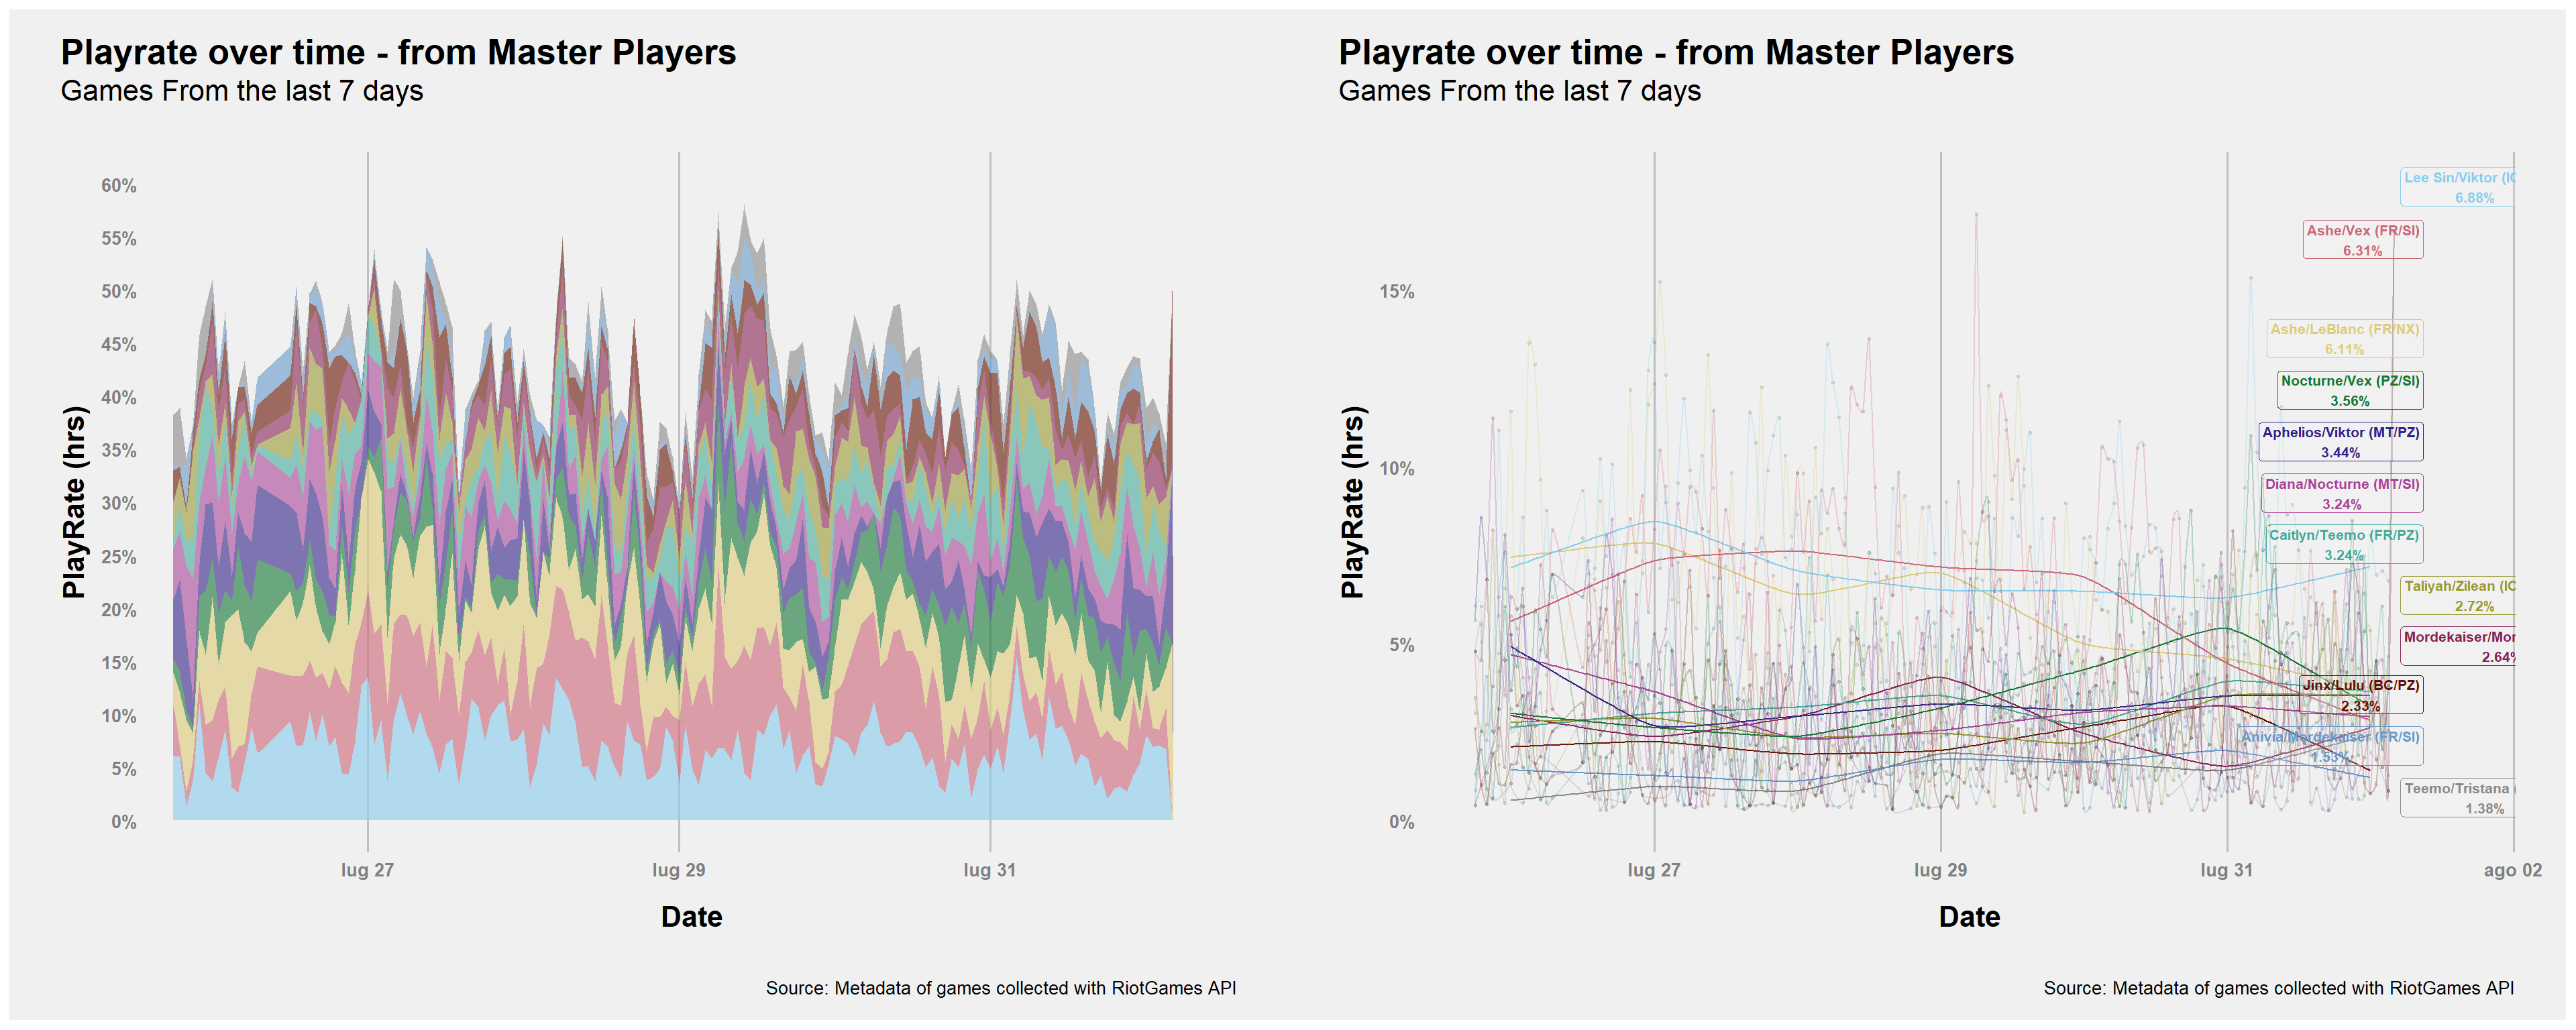 Playrate over time - from Master Players
Games From the last 7 days
60%
55%
50%
45%
40%
35%
30%
25%
20%
15%
10%
5%
0%
PlayRate (hrs)
lug 27
lug 29
lug 31
Date
Source: Metadata of games collected with RiotGames API
Playrate over time - from Master Players
Games From the last 7 days
15%
10%
5%
0%
PlayRate (hrs)
Lee Sin/Viktor (IC
6.88%
Ashe/Vex (FR/SI)
6.31%
Ashe/LeBlanc (FR/NX)
6.11%
Nocturne/Vex (PZ/SI)
3.56%
Aphelios/Viktor (MT/PZ)
3.44%
Diana/Nocturne (MT/SI)
3.24%
Caitlyn/Teemo (FR/PZ)
3.24%
Taliyah/Zilean (IC
2.72%
Mordekaiser/Mor
2.64%
Jinx/Lulu (BC/PZ)
2.33%
Anivia/Mordekaiser (FR/SI)
1.53%
Teemo/Tristana (
1.38%
lug 27
lug 29
lug 31
ago 02
Date
Source: Metadata of games collected with RiotGames API